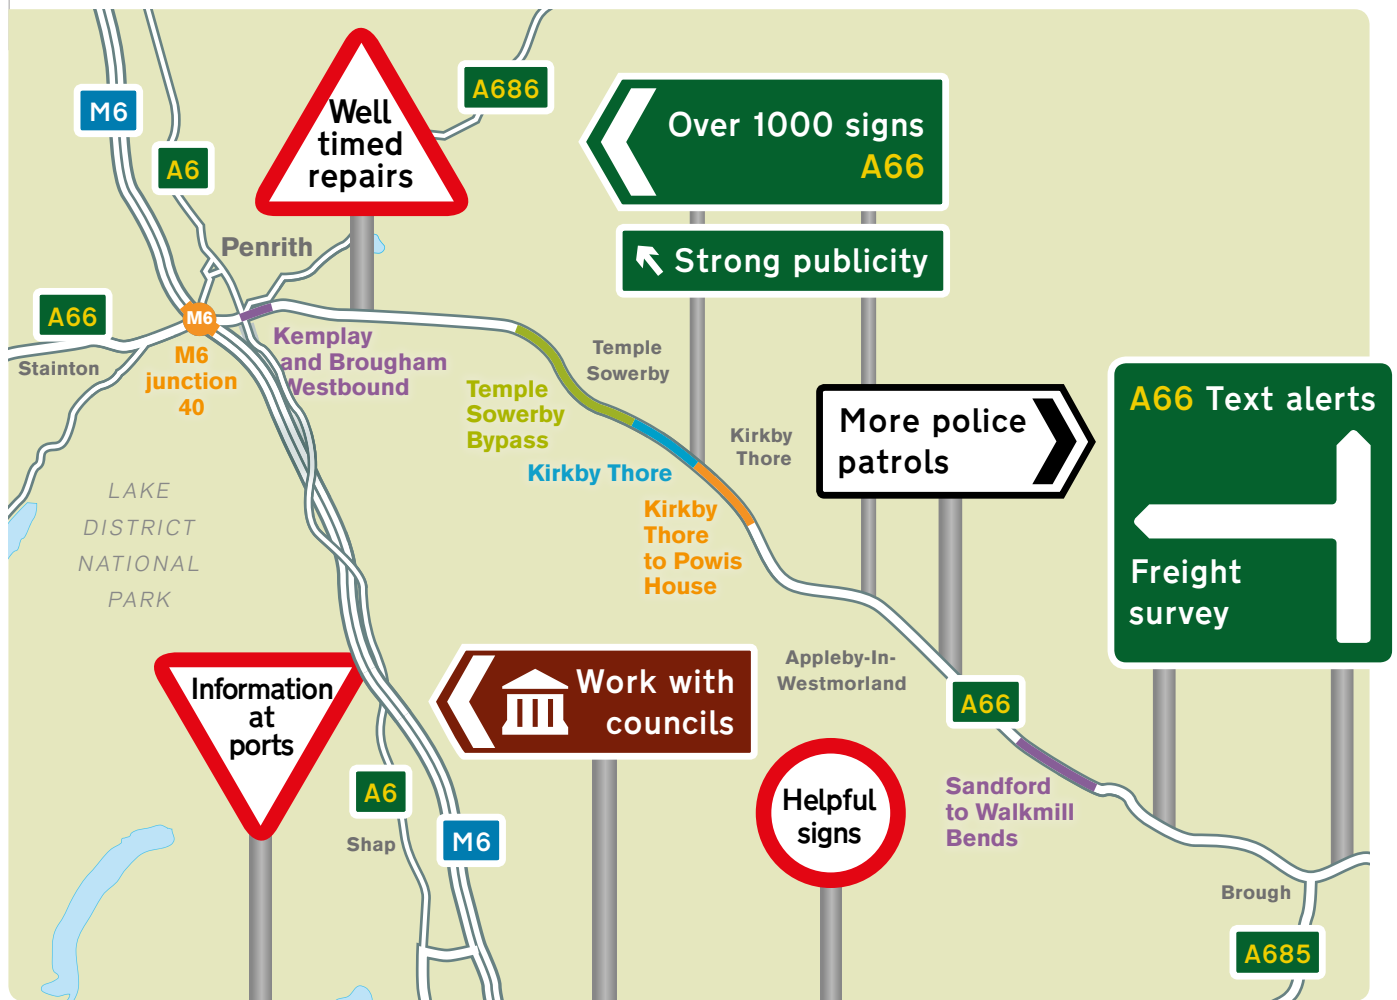 M6
A6
Well
timed
repairs
A686
Over 1000 signs
A66
Strong publicity
Penrith
A66
M6
Stainton
M6
junction
40
Kemplay
and Brougham
Westbound
Temple
Sowerby
Temple
Sowerby
Bypass
Kirkby Thore
Kirkby
Thore
Kirkby
Thore
to Powis
House
More police
patrols
A66 Text alerts
Freight
survey
LAKE
DISTRICT
NATIONAL
PARK
Information
at
ports
Work with
councils
Appleby-In-
Westmorland
A66
A6
Shap
M6
Helpful
signs
Sandford
to Walkmill
Bends
Brough
A685